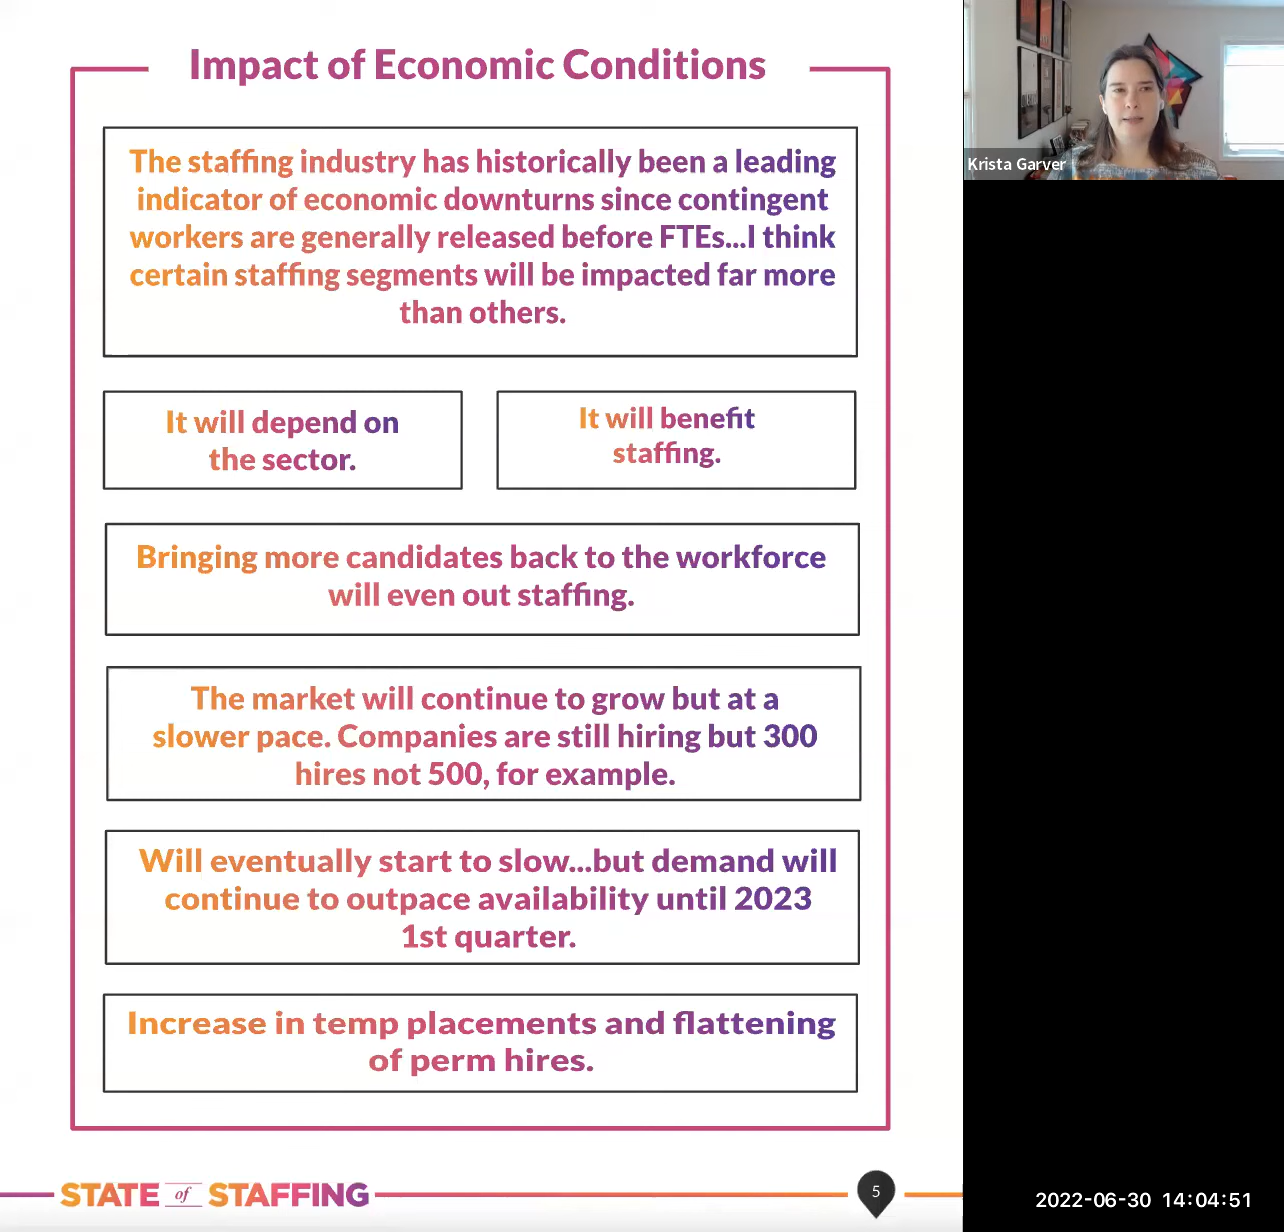 Impact of Economic Conditions
The staffing industry has historically been a leading
indicator of economic downturns since contingent
workers are generally released before FTEs...I think
certain staffing segments will be impacted far more
than others.
It will depend on
the sector.
It will benefit
staffing.
Bringing more candidates back to the workforce
will even out staffing.
The market will continue to grow but at a
slower pace. Companies are still hiring but 300
hires not 500, for example.
Will eventually start to slow...but demand will
continue to outpace availability until 2023
1st quarter.
Increase in temp placements and flattening
of perm hires.
STATE of STAFFING
5
Krista Garver
2022-06-30 14:04:51